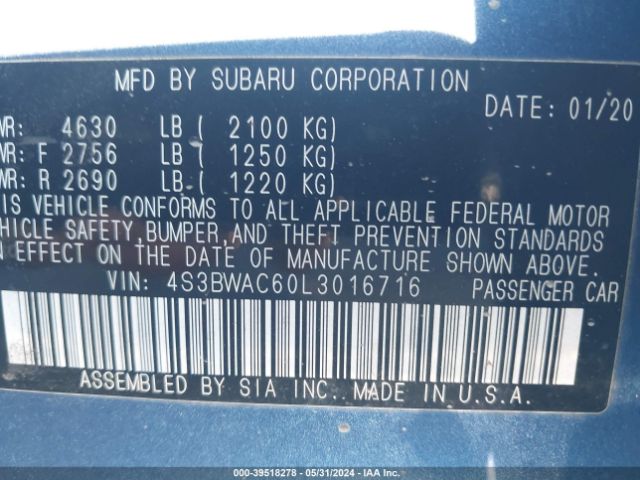 MFD BY SUBARU CORPORATION
DATE: 01/20
WR: 4630 LB ( 2100 KG)
WR: F 2756 LB ( 1250 KG)
WR: R 2690 LB ( 1220 KG)
IS VEHICLE CONFORMS TO ALL APPLICABLE FEDERAL MOTOR
EHICLE SAFETY, BUMPER, AND THEFT PREVENTION STANDARDS
N EFFECT ON THE DATE OF MANUFACTURE SHOWN ABOVE.
VIN: 4S3BWAC60L3016716 PASSENGER CAR
ASSEMBLED BY SIA INC. MADE IN U.S.A.
000-39518278 - 05/31/2024 - IAA Inc.